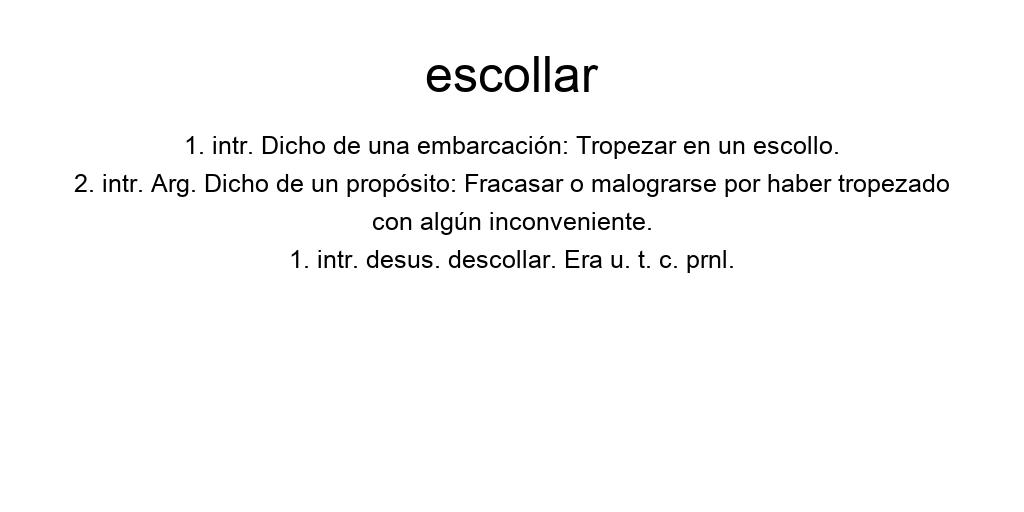 escollar
1. intr. Dicho de una embarcación: Tropezar en un escollo.
2. intr. Arg. Dicho de un propósito: Fracasar o malograrse por haber tropezado
con algún inconveniente.
1. intr. desus. descollar. Era u. t. c. prnl.